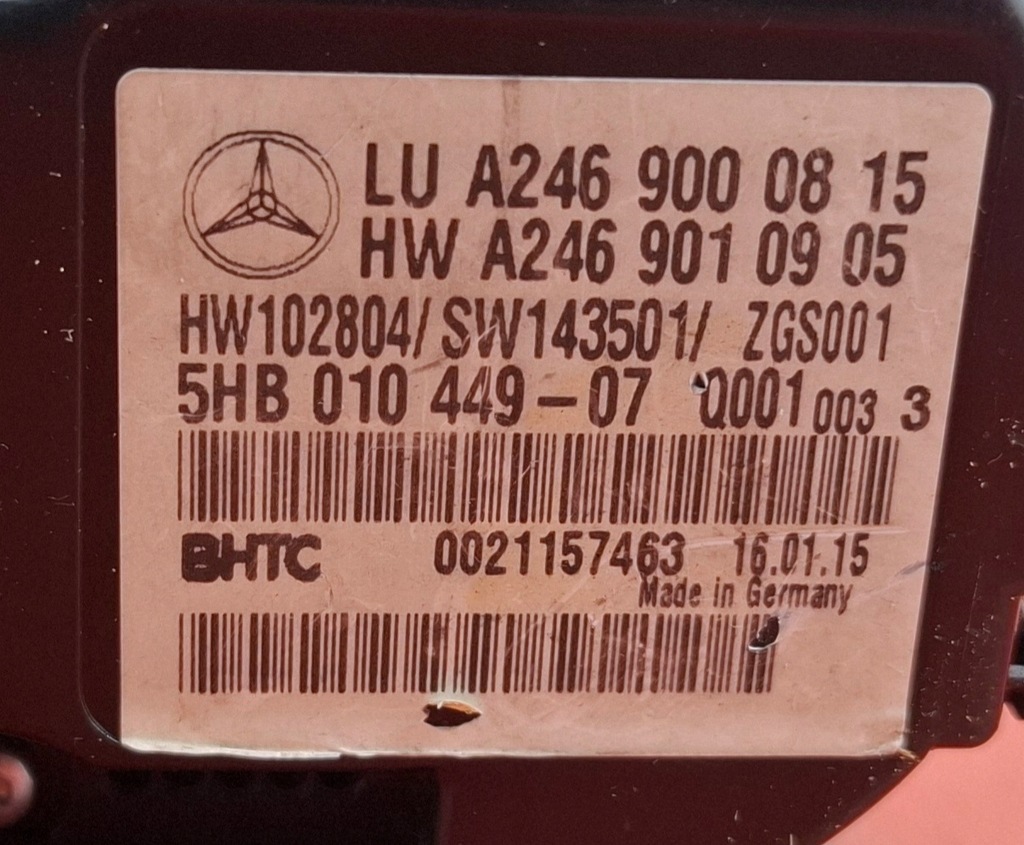 LU A246 900 08 15
HW A246 901 09 05
HW102804/SW143501/ ZGS001
5HB 010 449-07 Q001 003 3
BHTC 0021157463 16.01.15
Made in Germany